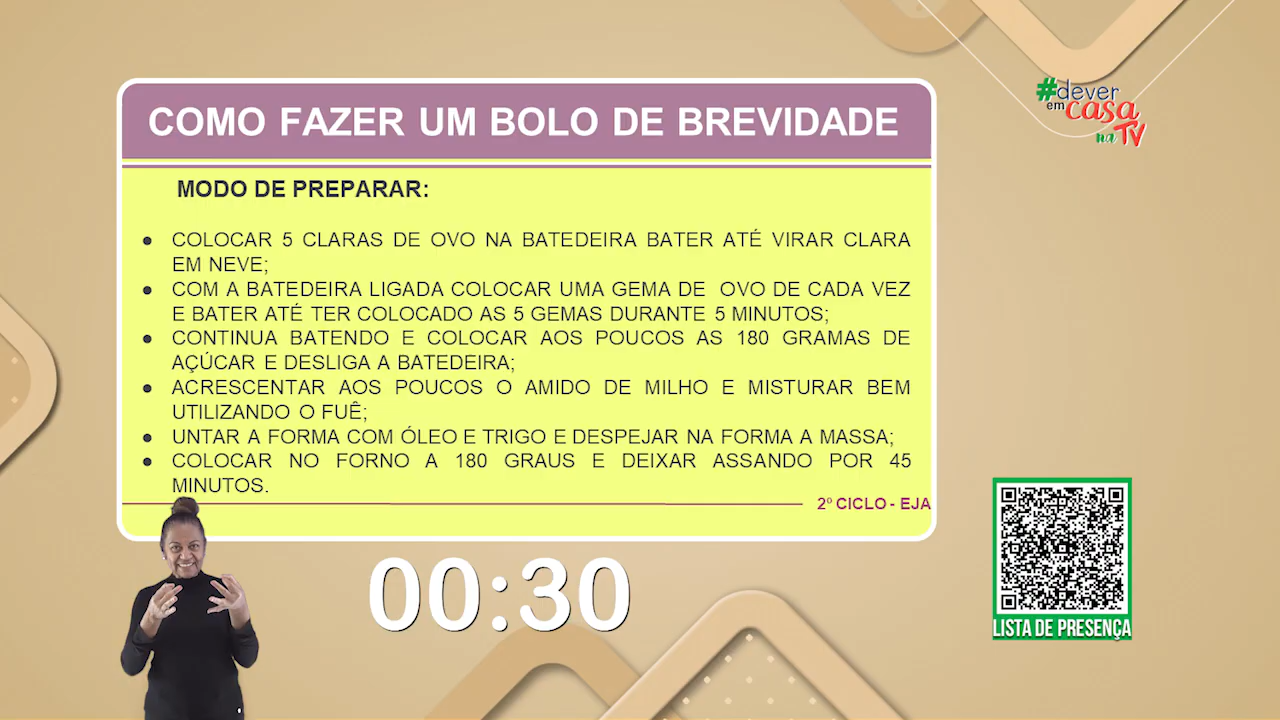 COMO FAZER UM BOLO DE BREVIDADE
#dever
em casa
na TV
MODO DE PREPARAR:
● COLOCAR 5 CLARAS DE OVO NA BATEDEIRA BATER ATÉ VIRAR CLARA
EM NEVE;
● COM A BATEDEIRA LIGADA COLOCAR UMA GEMA DE OVO DE CADA VEZ
E BATER ATÉ TER COLOCADO AS 5 GEMAS DURANTE 5 MINUTOS;
● CONTINUA BATENDO E COLOCAR AOS POUCOS AS 180 GRAMAS DE
AÇÚCAR E DESLIGA A BATEDEIRA;
● ACRESCENTAR AOS POUCOS O AMIDO DE MILHO E MISTURAR BEM
UTILIZANDO O FUÊ;
● UNTAR A FORMA COM ÓLEO E TRIGO E DESPEJAR NA FORMA A MASSA;
● COLOCAR NO FORNO A 180 GRAUS E DEIXAR ASSANDO POR 45
MINUTOS.
2º CICLO - EJA
00:30
LISTA DE PRESENÇA